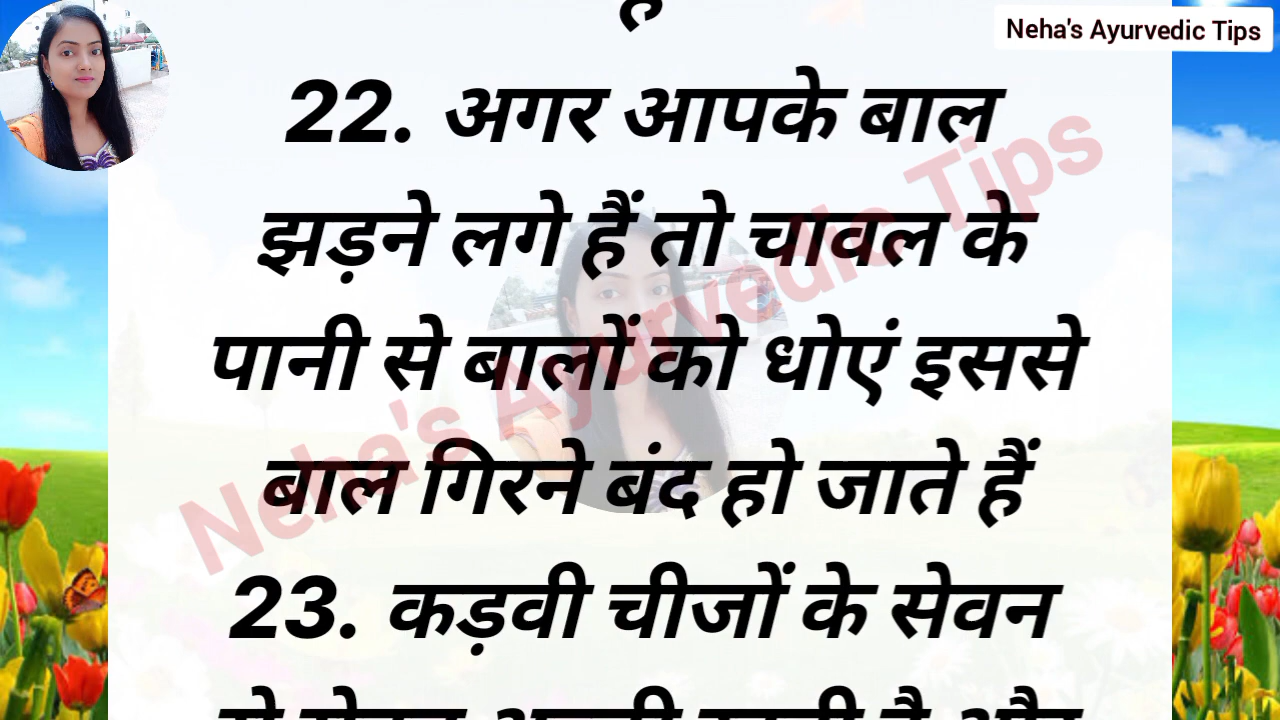 Neha's Ayurvedic Tips
22. अगर आपके बाल
झड़ने लगे हैं तो चावल के
पानी से बालों को धोएं इससे
बाल गिरने बंद हो जाते हैं
23. कड़वी चीजों के सेवन
Neha's Ayurvedic Tips